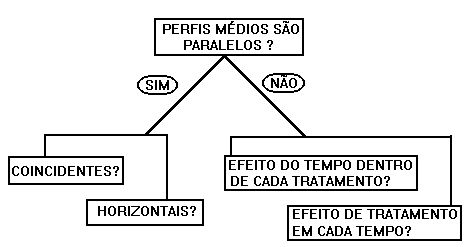 PERFIS MÉDIOS SÃO
PARALELOS ?
SIM
NÃO
COINCIDENTES?
HORIZONTAIS?
EFEITO DO TEMPO DENTRO
DE CADA TRATAMENTO?
EFEITO DE TRATAMENTO
EM CADA TEMPO?